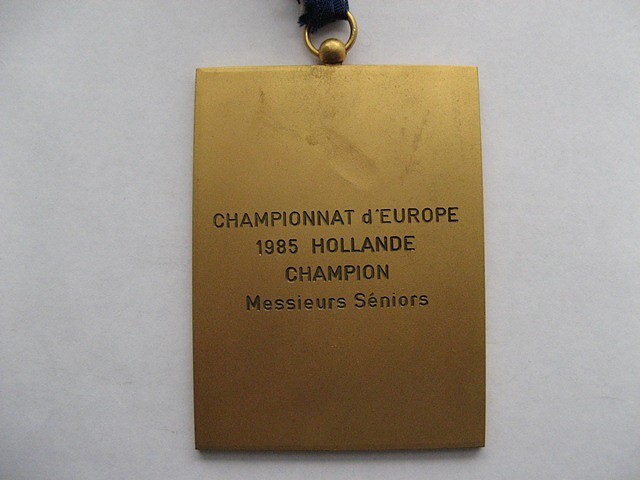 CHAMPIONNAT d'EUROPE
1985 HOLLANDE
CHAMPION
Messieurs Séniors